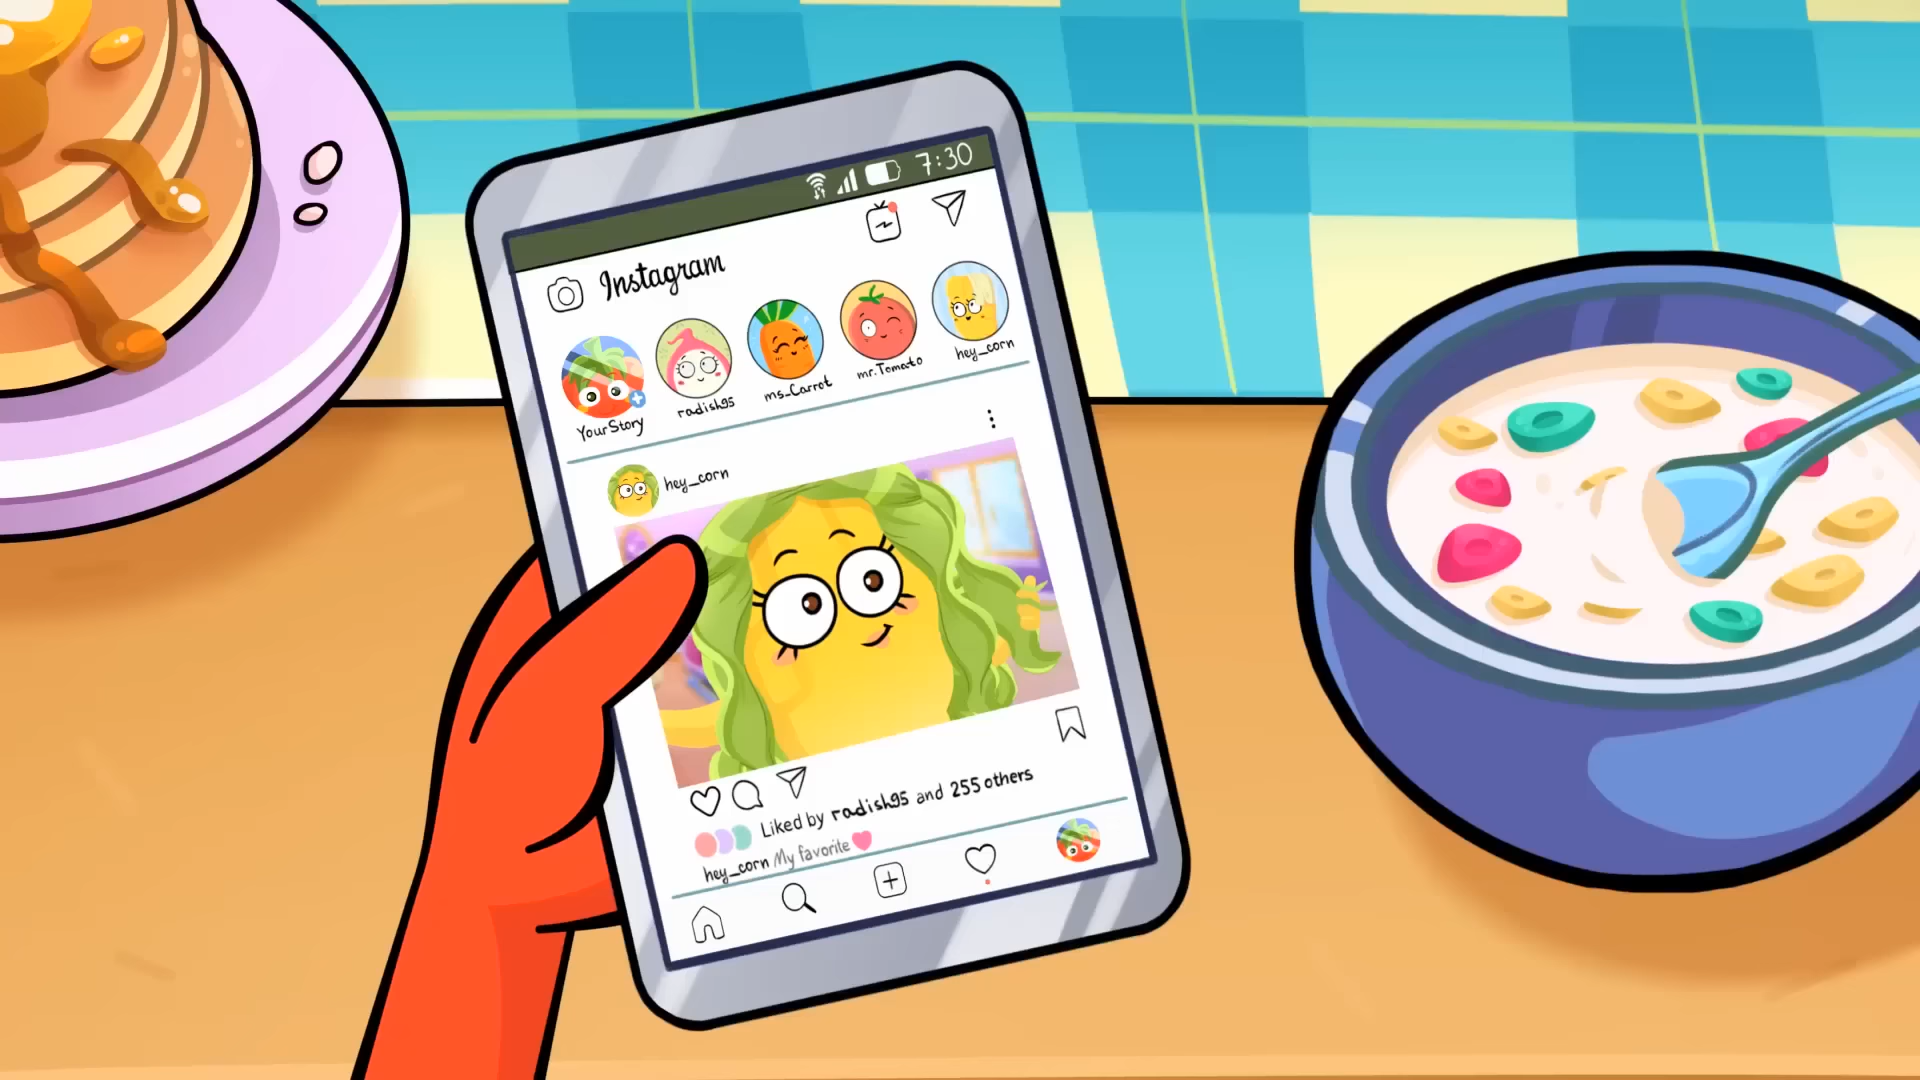 7:30
Instagram
Your Story
radish95
ms_Carrot
mr.Tomato
hey_corn
hey_corn
Liked by radish95 and 255 others
hey_corn My favorite